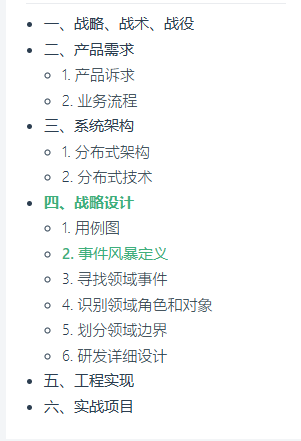 一、战略、战术、战役
二、产品需求
1. 产品诉求
2. 业务流程
三、系统架构
1. 分布式架构
2. 分布式技术
四、战略设计
1. 用例图
2. 事件风暴定义
3. 寻找领域事件
4. 识别领域角色和对象
5. 划分领域边界
6. 研发详细设计
五、工程实现
六、实战项目